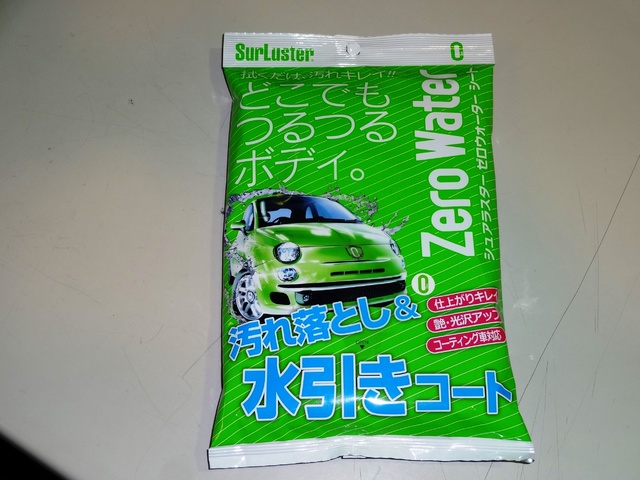 SurLuster
0
拭くだけ、汚れキレイ!!
どこでも
つるつる
ボディ。
Zero Water
シュアラスター ゼロウォーター シート
0
仕上がりキレイ
艶・光沢アップ
コーティング車対応
汚れ落とし&
水引きコート